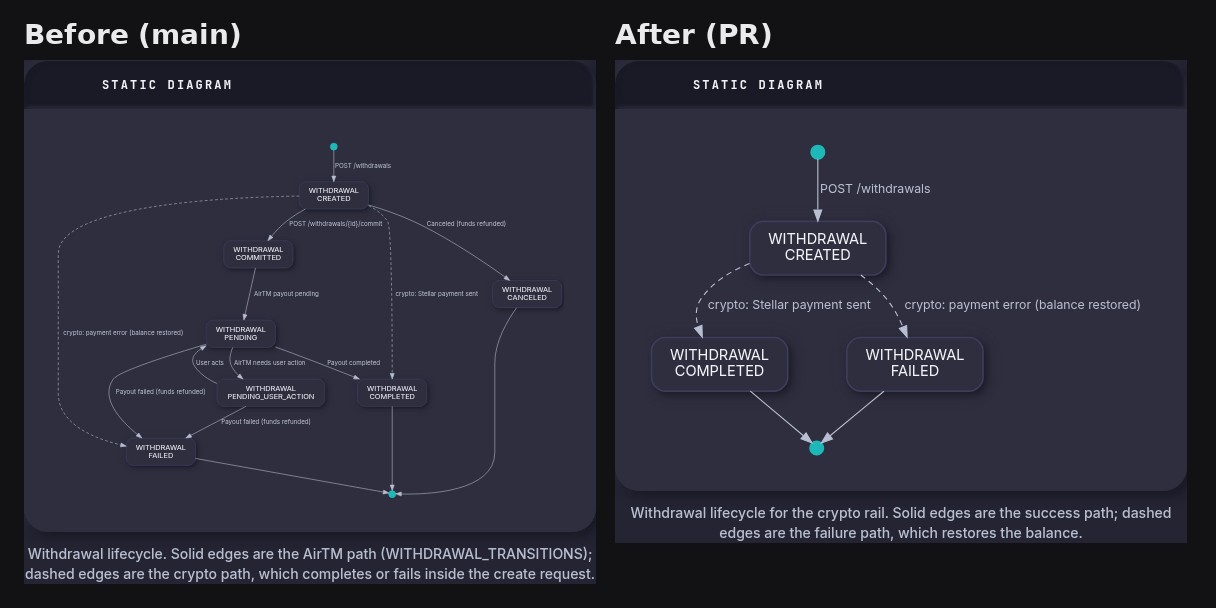 Before (main)
STATIC DIAGRAM
POST /withdrawals
WITHDRAWAL
CREATED
POST /withdrawals/{id}/commit
Canceled (funds refunded)
WITHDRAWAL
COMMITTED
AirTM payout pending
crypto: Stellar payment sent
WITHDRAWAL
CANCELED
crypto: payment error (balance restored)
WITHDRAWAL
PENDING
User acts
AirTM needs user action
Payout completed
Payout failed (funds refunded)
WITHDRAWAL
PENDING_USER_ACTION
WITHDRAWAL
COMPLETED
Payout failed (funds refunded)
WITHDRAWAL
FAILED
Withdrawal lifecycle. Solid edges are the AirTM path (WITHDRAWAL_TRANSITIONS);
dashed edges are the crypto path, which completes or fails inside the create request.
After (PR)
STATIC DIAGRAM
POST /withdrawals
WITHDRAWAL
CREATED
crypto: Stellar payment sent
crypto: payment error (balance restored)
WITHDRAWAL
COMPLETED
WITHDRAWAL
FAILED
Withdrawal lifecycle for the crypto rail. Solid edges are the success path; dashed
edges are the failure path, which restores the balance.